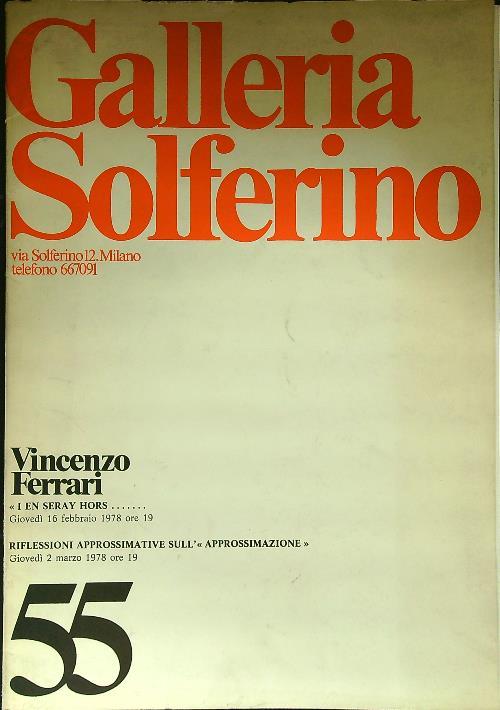 Galleria
Solferino
via Solferino 12. Milano
telefono 667091
Vincenzo
Ferrari
« I EN SERAY HORS . . . . . . .
Giovedì 16 febbraio 1978 ore 19
RIFLESSIONI APPROSSIMATIVE SULL'« APPROSSIMAZIONE »
Giovedì 2 marzo 1978 ore 19
55